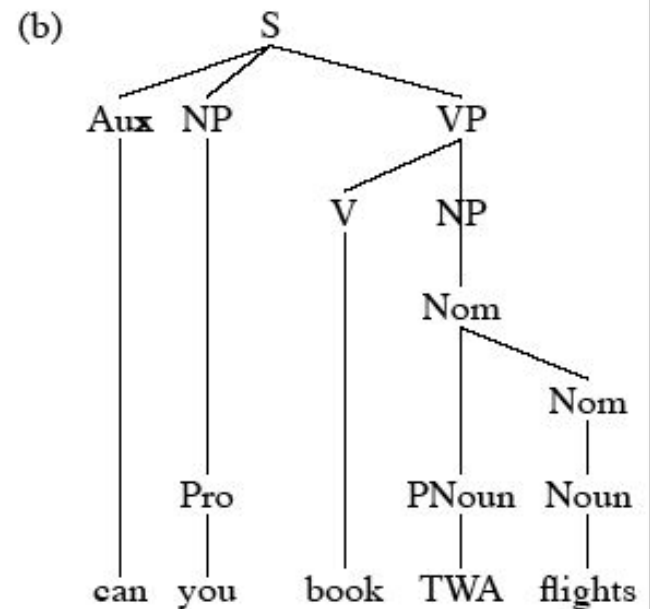 (b) S
Aux NP VP
V NP
Nom
Nom
Pro PNoun Noun
can you book TWA flights